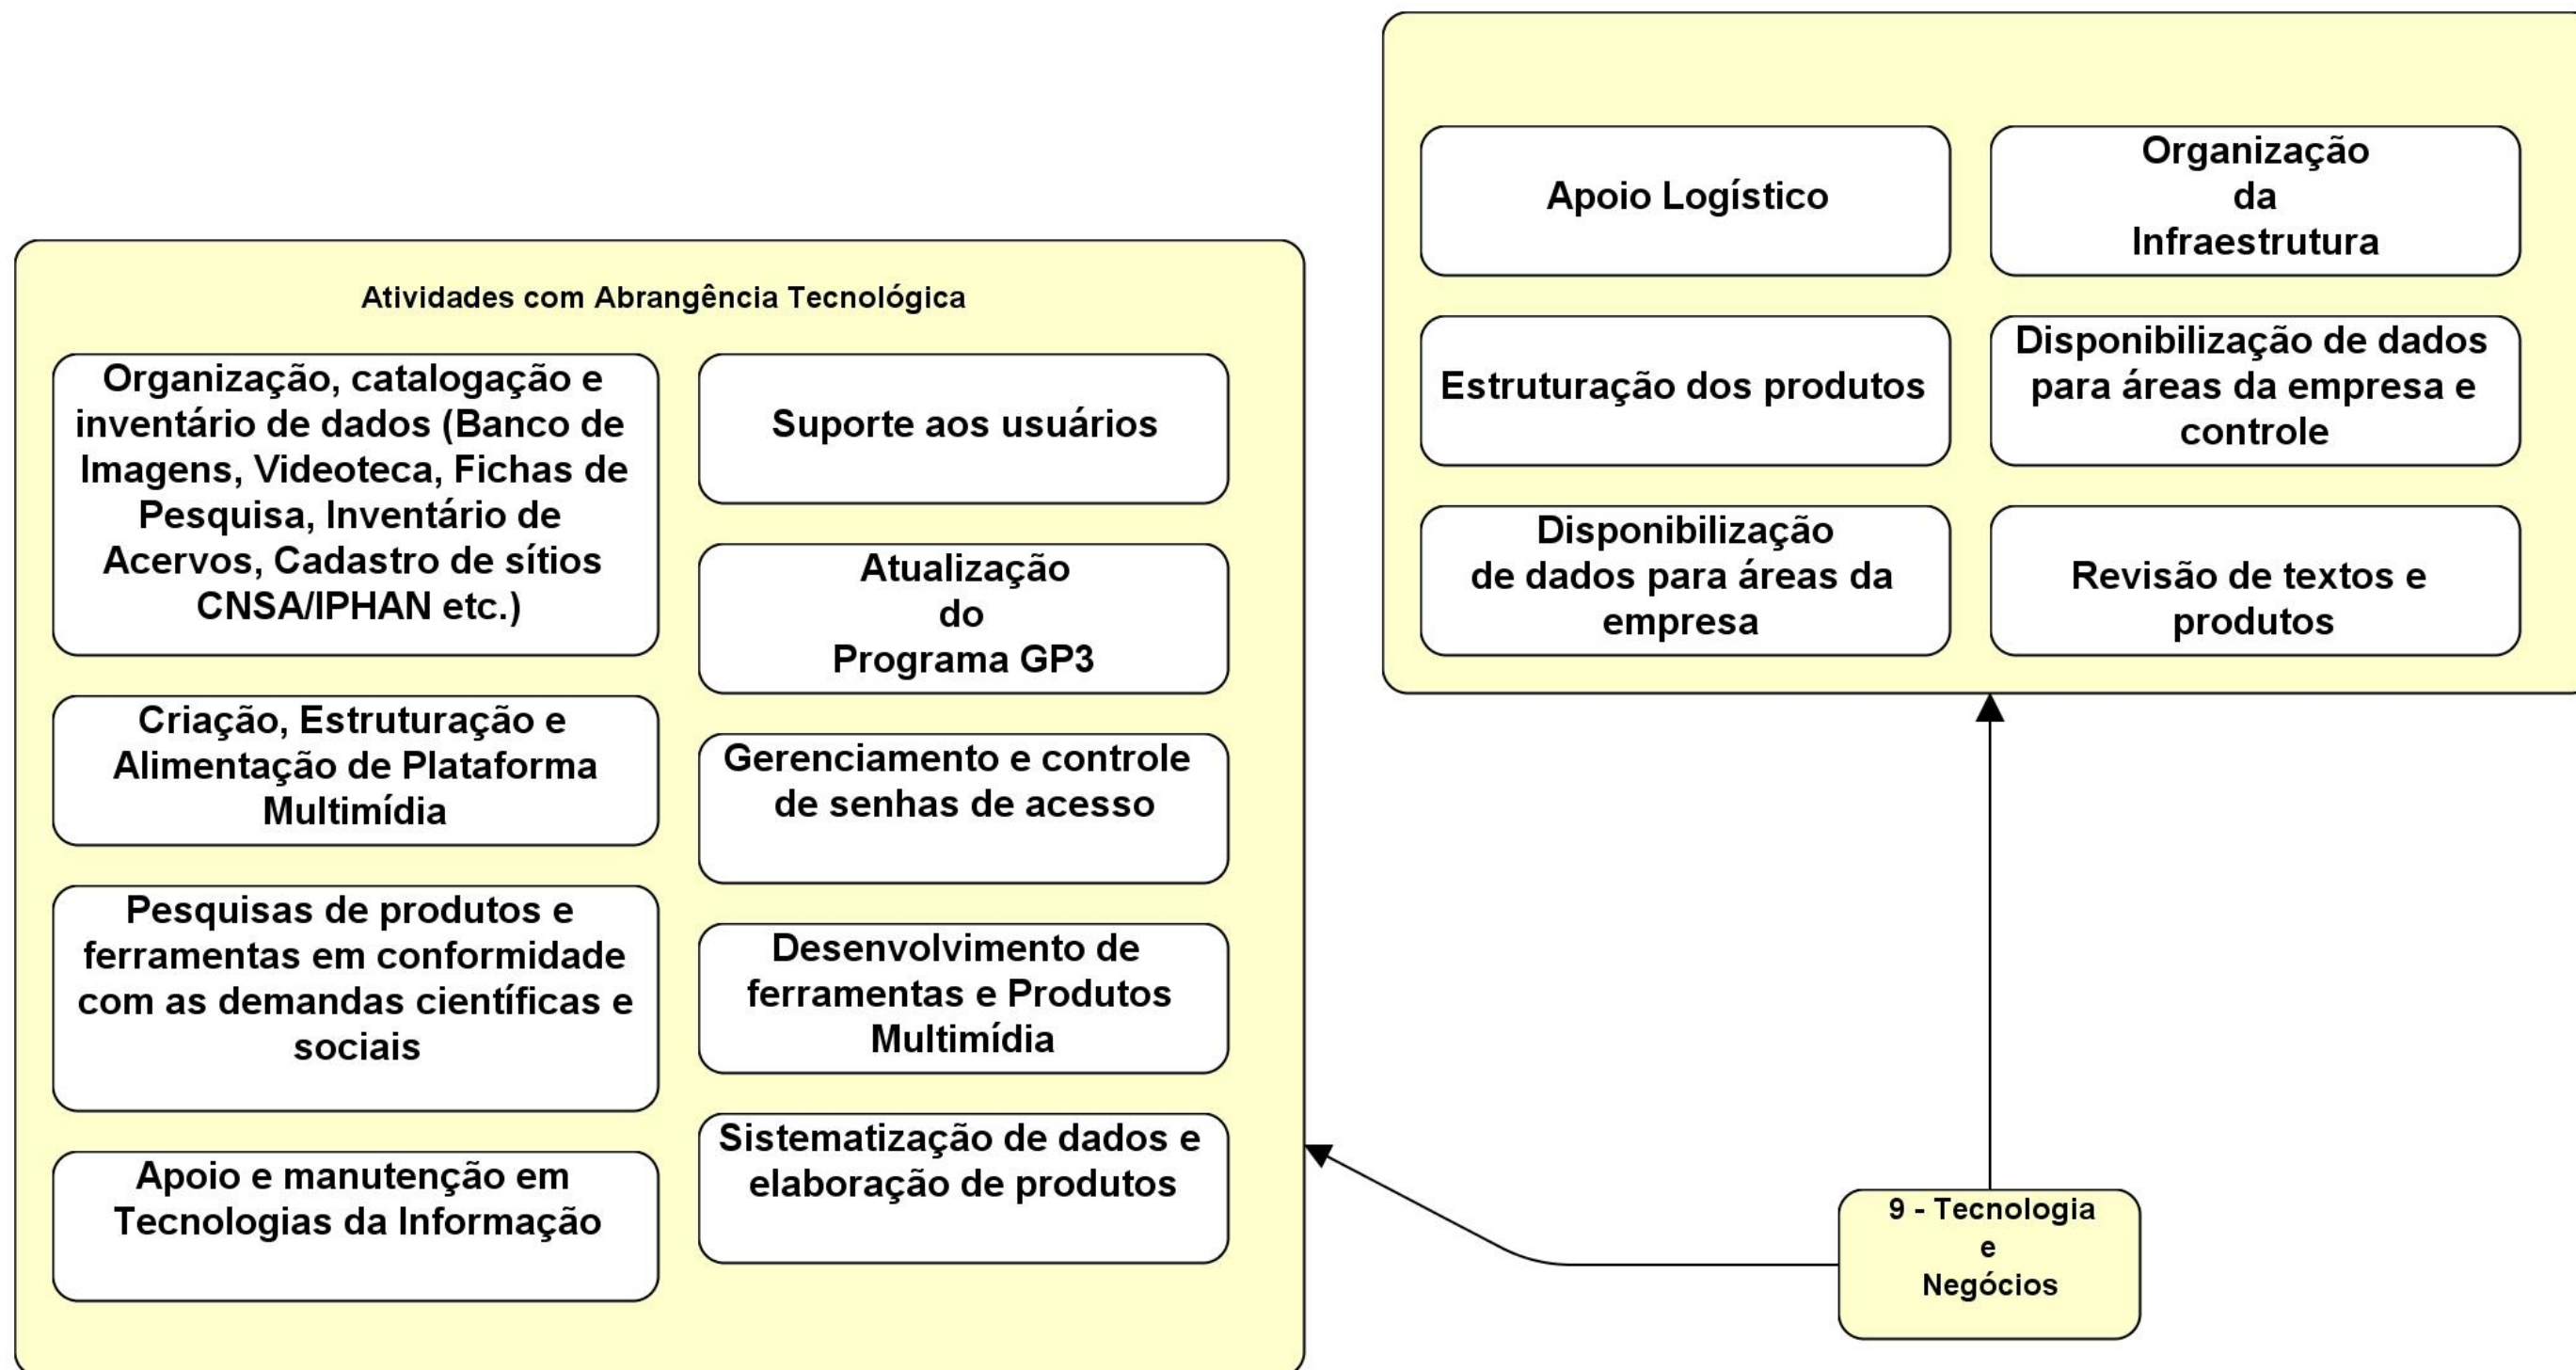 Atividades com Abrangência Tecnológica
Organização, catalogação e
inventário de dados (Banco de
Imagens, Videoteca, Fichas de
Pesquisa, Inventário de
Acervos, Cadastro de sítios
CNSA/IPHAN etc.)
Criação, Estruturação e
Alimentação de Plataforma
Multimídia
Pesquisas de produtos e
ferramentas em conformidade
com as demandas científicas e
sociais
Apoio e manutenção em
Tecnologias da Informação
Suporte aos usuários
Atualização
do
Programa GP3
Gerenciamento e controle
de senhas de acesso
Desenvolvimento de
ferramentas e Produtos
Multimídia
Sistematização de dados e
elaboração de produtos
Apoio Logístico
Organização
da
Infraestrutura
Estruturação dos produtos
Disponibilização de dados
para áreas da empresa e
controle
Disponibilização
de dados para áreas da
empresa
Revisão de textos e
produtos
9 - Tecnologia
e
Negócios